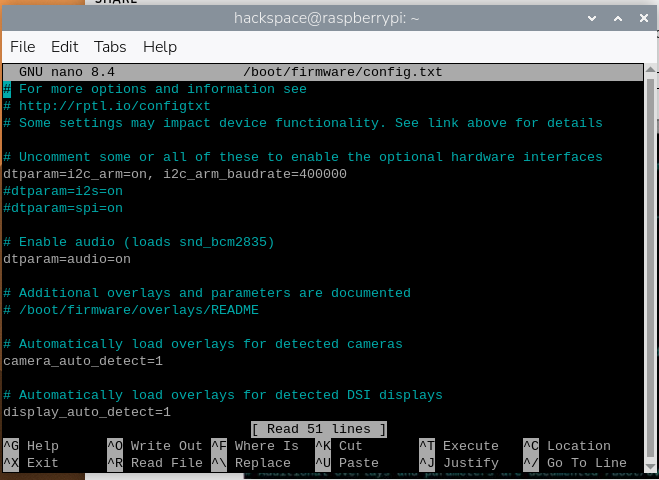 SHARE
hackspace@raspberrypi: ~
File Edit Tabs Help
GNU nano 8.4 /boot/firmware/config.txt
# For more options and information see
# http://rptl.io/configtxt
# Some settings may impact device functionality. See link above for details
# Uncomment some or all of these to enable the optional hardware interfaces
dtparam=i2c_arm=on, i2c_arm_baudrate=400000
#dtparam=i2s=on
#dtparam=spi=on
# Enable audio (loads snd_bcm2835)
dtparam=audio=on
# Additional overlays and parameters are documented
# /boot/firmware/overlays/README
# Automatically load overlays for detected cameras
camera_auto_detect=1
# Automatically load overlays for detected DSI displays
display_auto_detect=1
[ Read 51 lines ]
^G Help ^O Write Out ^F Where Is ^K Cut ^T Execute ^C Location
^X Exit ^R Read File ^\ Replace ^U Paste ^J Justify ^/ Go To Line